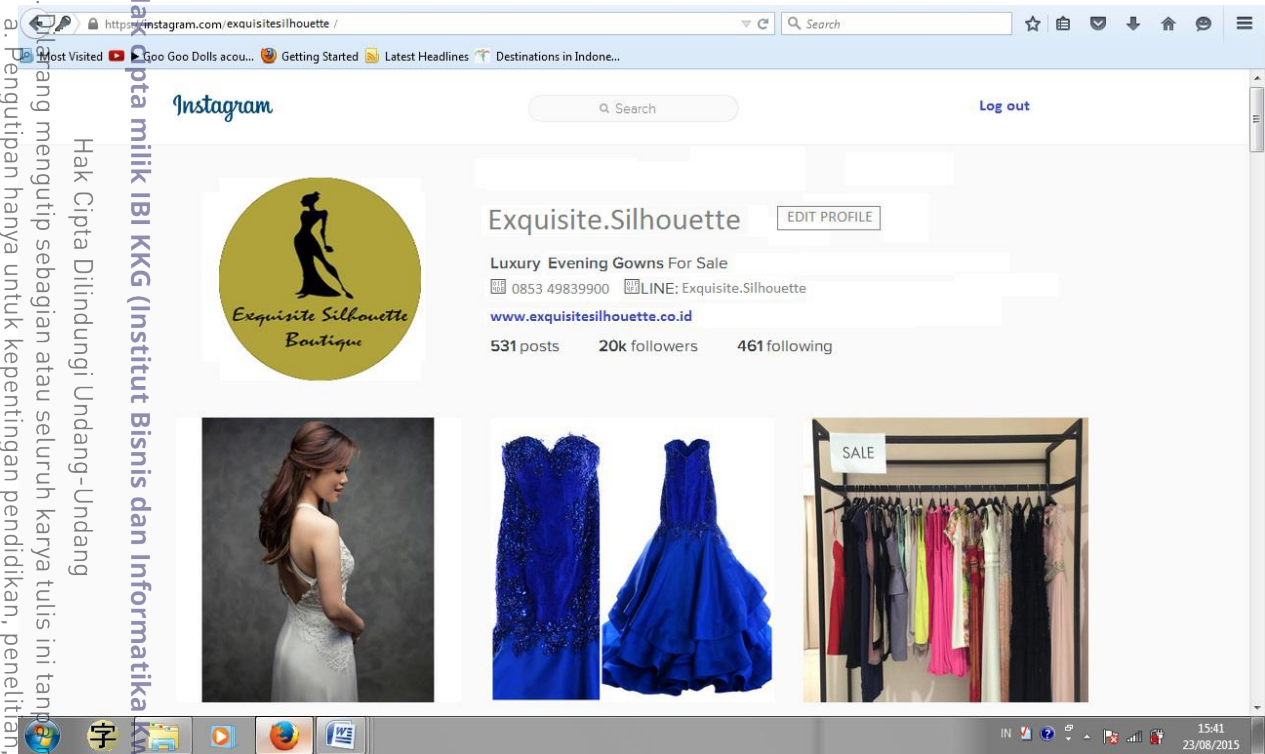 https://instagram.com/exquisitesilhouette /
Search
Most Visited
Goo Goo Dolls acou...
Getting Started
Latest Headlines
Destinations in Indone...
Instagram
Search
Log out
Exquisite.Silhouette
EDIT PROFILE
Luxury Evening Gowns For Sale
0853 49839900 LINE: Exquisite.Silhouette
www.exquisitesilhouette.co.id
531 posts 20k followers 461 following
Exquisite Silhouette
Boutique
SALE
字
IN
15:41
23/08/2015
Hak cipta milik IBI KKG (Institut Bisnis dan Informatika Kw
Hak Cipta Dilindungi Undang-Undang
Dilarang mengutip sebagian atau seluruh karya tulis ini tanp
a. Pengutipan hanya untuk kepentingan pendidikan, penelitian,